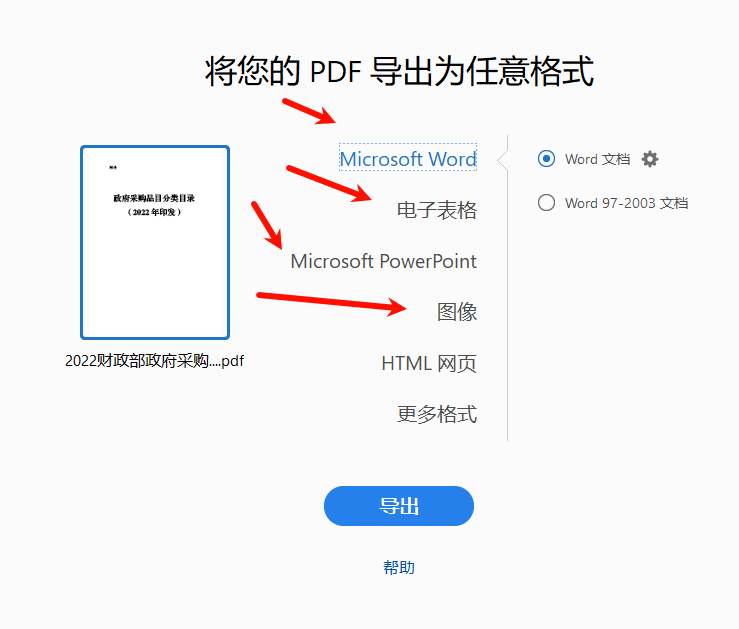 将您的 PDF 导出为任意格式
政府采购品目分类目录
（2022 年印发）
2022财政部政府采购....pdf
Microsoft Word
电子表格
Microsoft PowerPoint
图像
HTML 网页
更多格式
Word 文档
Word 97-2003 文档
导出
帮助